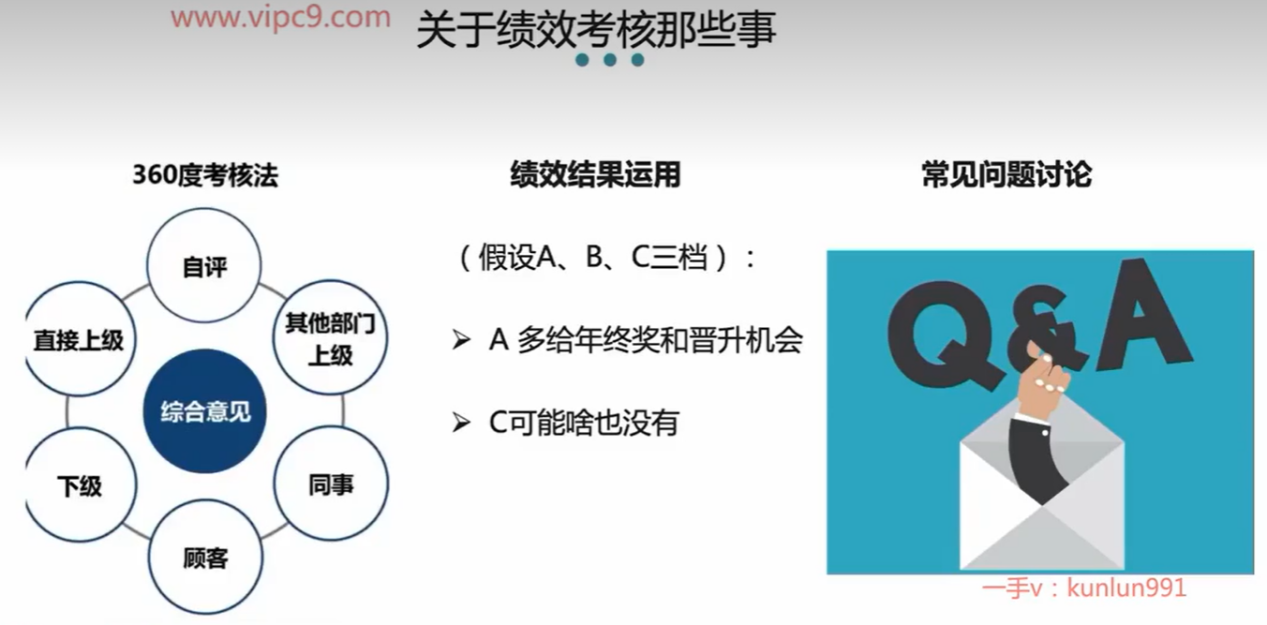 www.vipc9.com
关于绩效考核那些事
360度考核法
自评
其他部门
上级
直接上级
综合意见
下级
同事
顾客
绩效结果运用
（假设A、B、C三档）：
➢ A 多给年终奖和晋升机会
➢ C可能啥也没有
常见问题讨论
Q&A
一手v：kunlun991